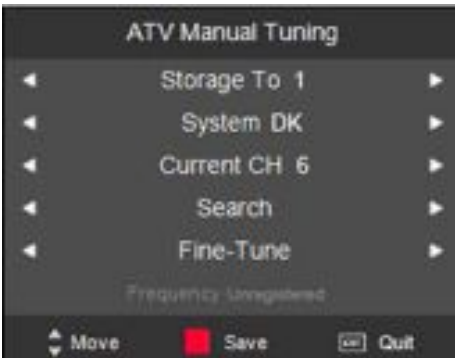 ATV Manual Tuning
Storage To 1
System DK
Current CH 6
Search
Fine-Tune
Frequency Unregistered
Move Save EXIT Quit